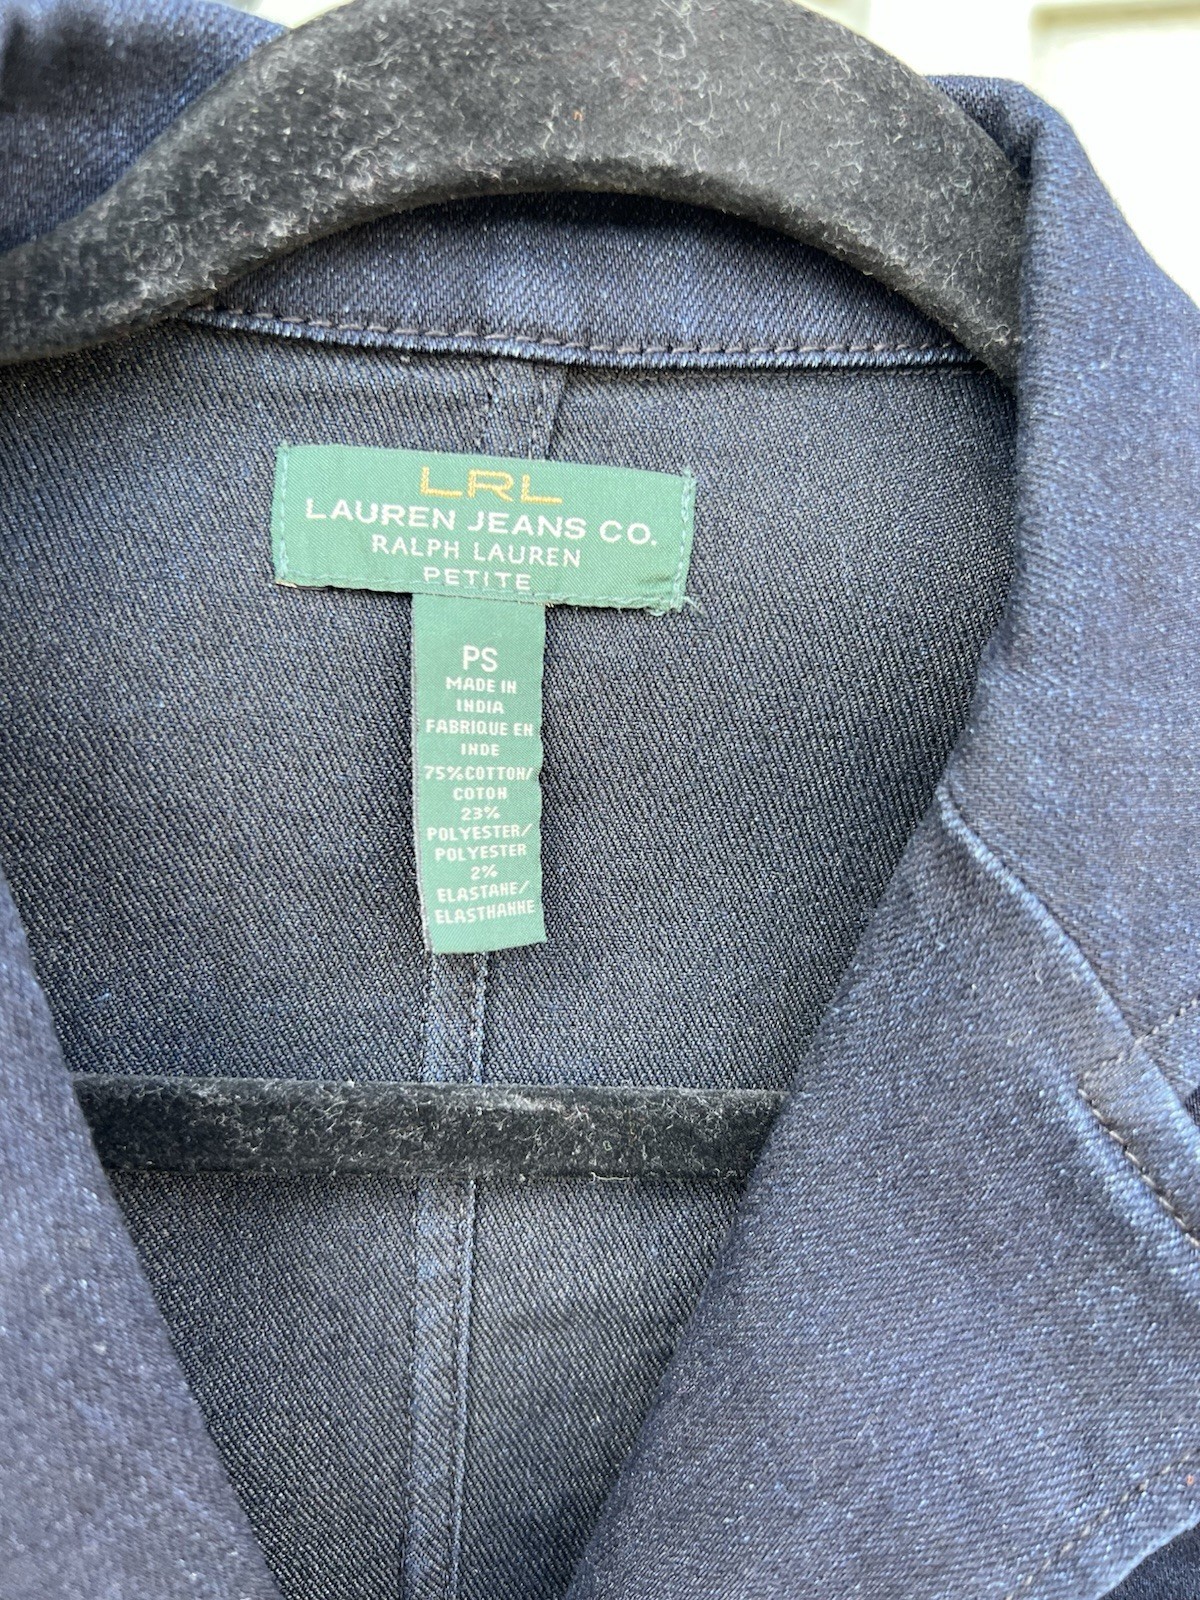 LRL
LAUREN JEANS CO.
RALPH LAUREN
PETITE
PS
MADE IN
INDIA
FABRIQUE EN
INDE
75%COTTON/
COTON
23%
POLYESTER/
POLYESTER
2%
ELASTANE/
ELASTHANNE